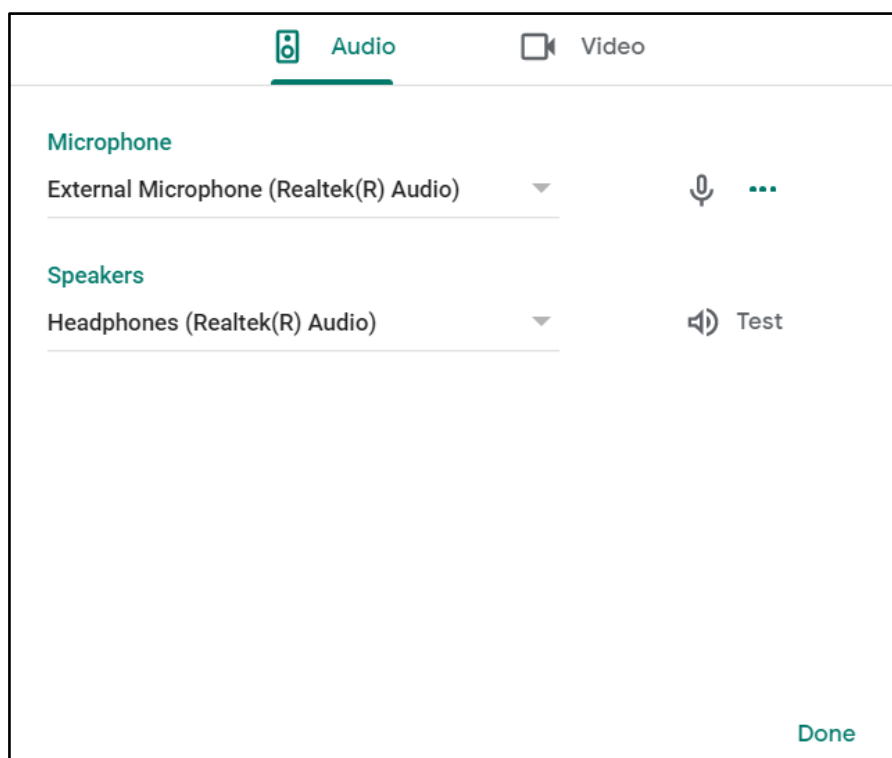 Audio
Video
Microphone
External Microphone (Realtek(R) Audio)
Speakers
Headphones (Realtek(R) Audio)
Test
Done